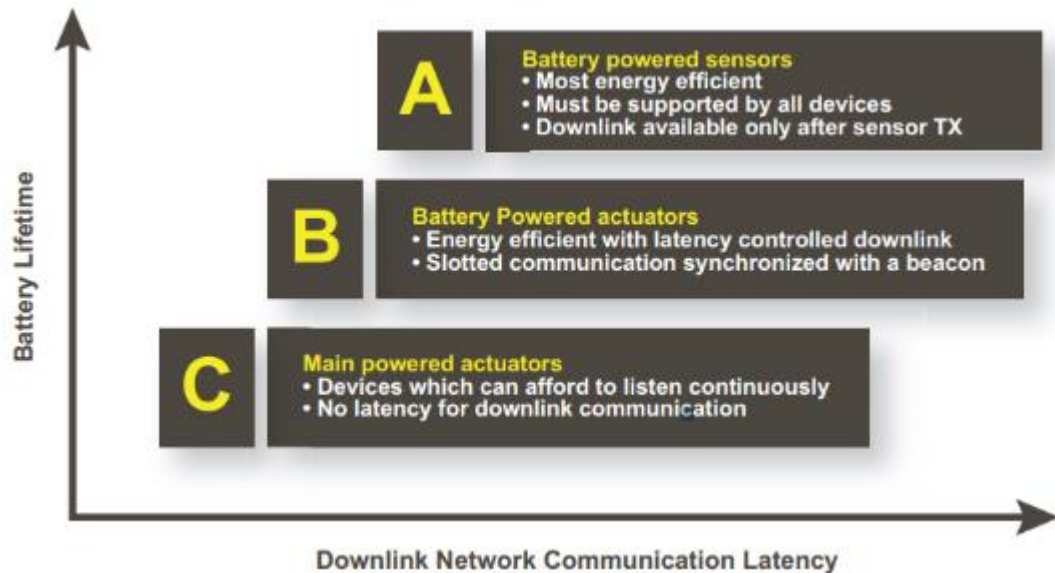 A
Battery powered sensors
• Most energy efficient
• Must be supported by all devices
• Downlink available only after sensor TX
B
Battery Powered actuators
• Energy efficient with latency controlled downlink
• Slotted communication synchronized with a beacon
C
Main powered actuators
• Devices which can afford to listen continuously
• No latency for downlink communication
Battery Lifetime
Downlink Network Communication Latency